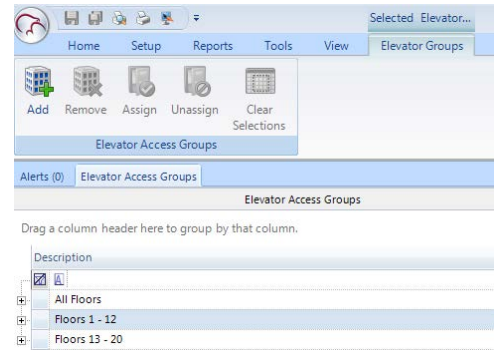 Selected Elevator...
Home Setup Reports Tools View Elevator Groups
Add Remove Assign Unassign Clear Selections
Elevator Access Groups
Alerts (0) Elevator Access Groups
Elevator Access Groups
Drag a column header here to group by that column.
Description
A
All Floors
Floors 1 - 12
Floors 13 - 20